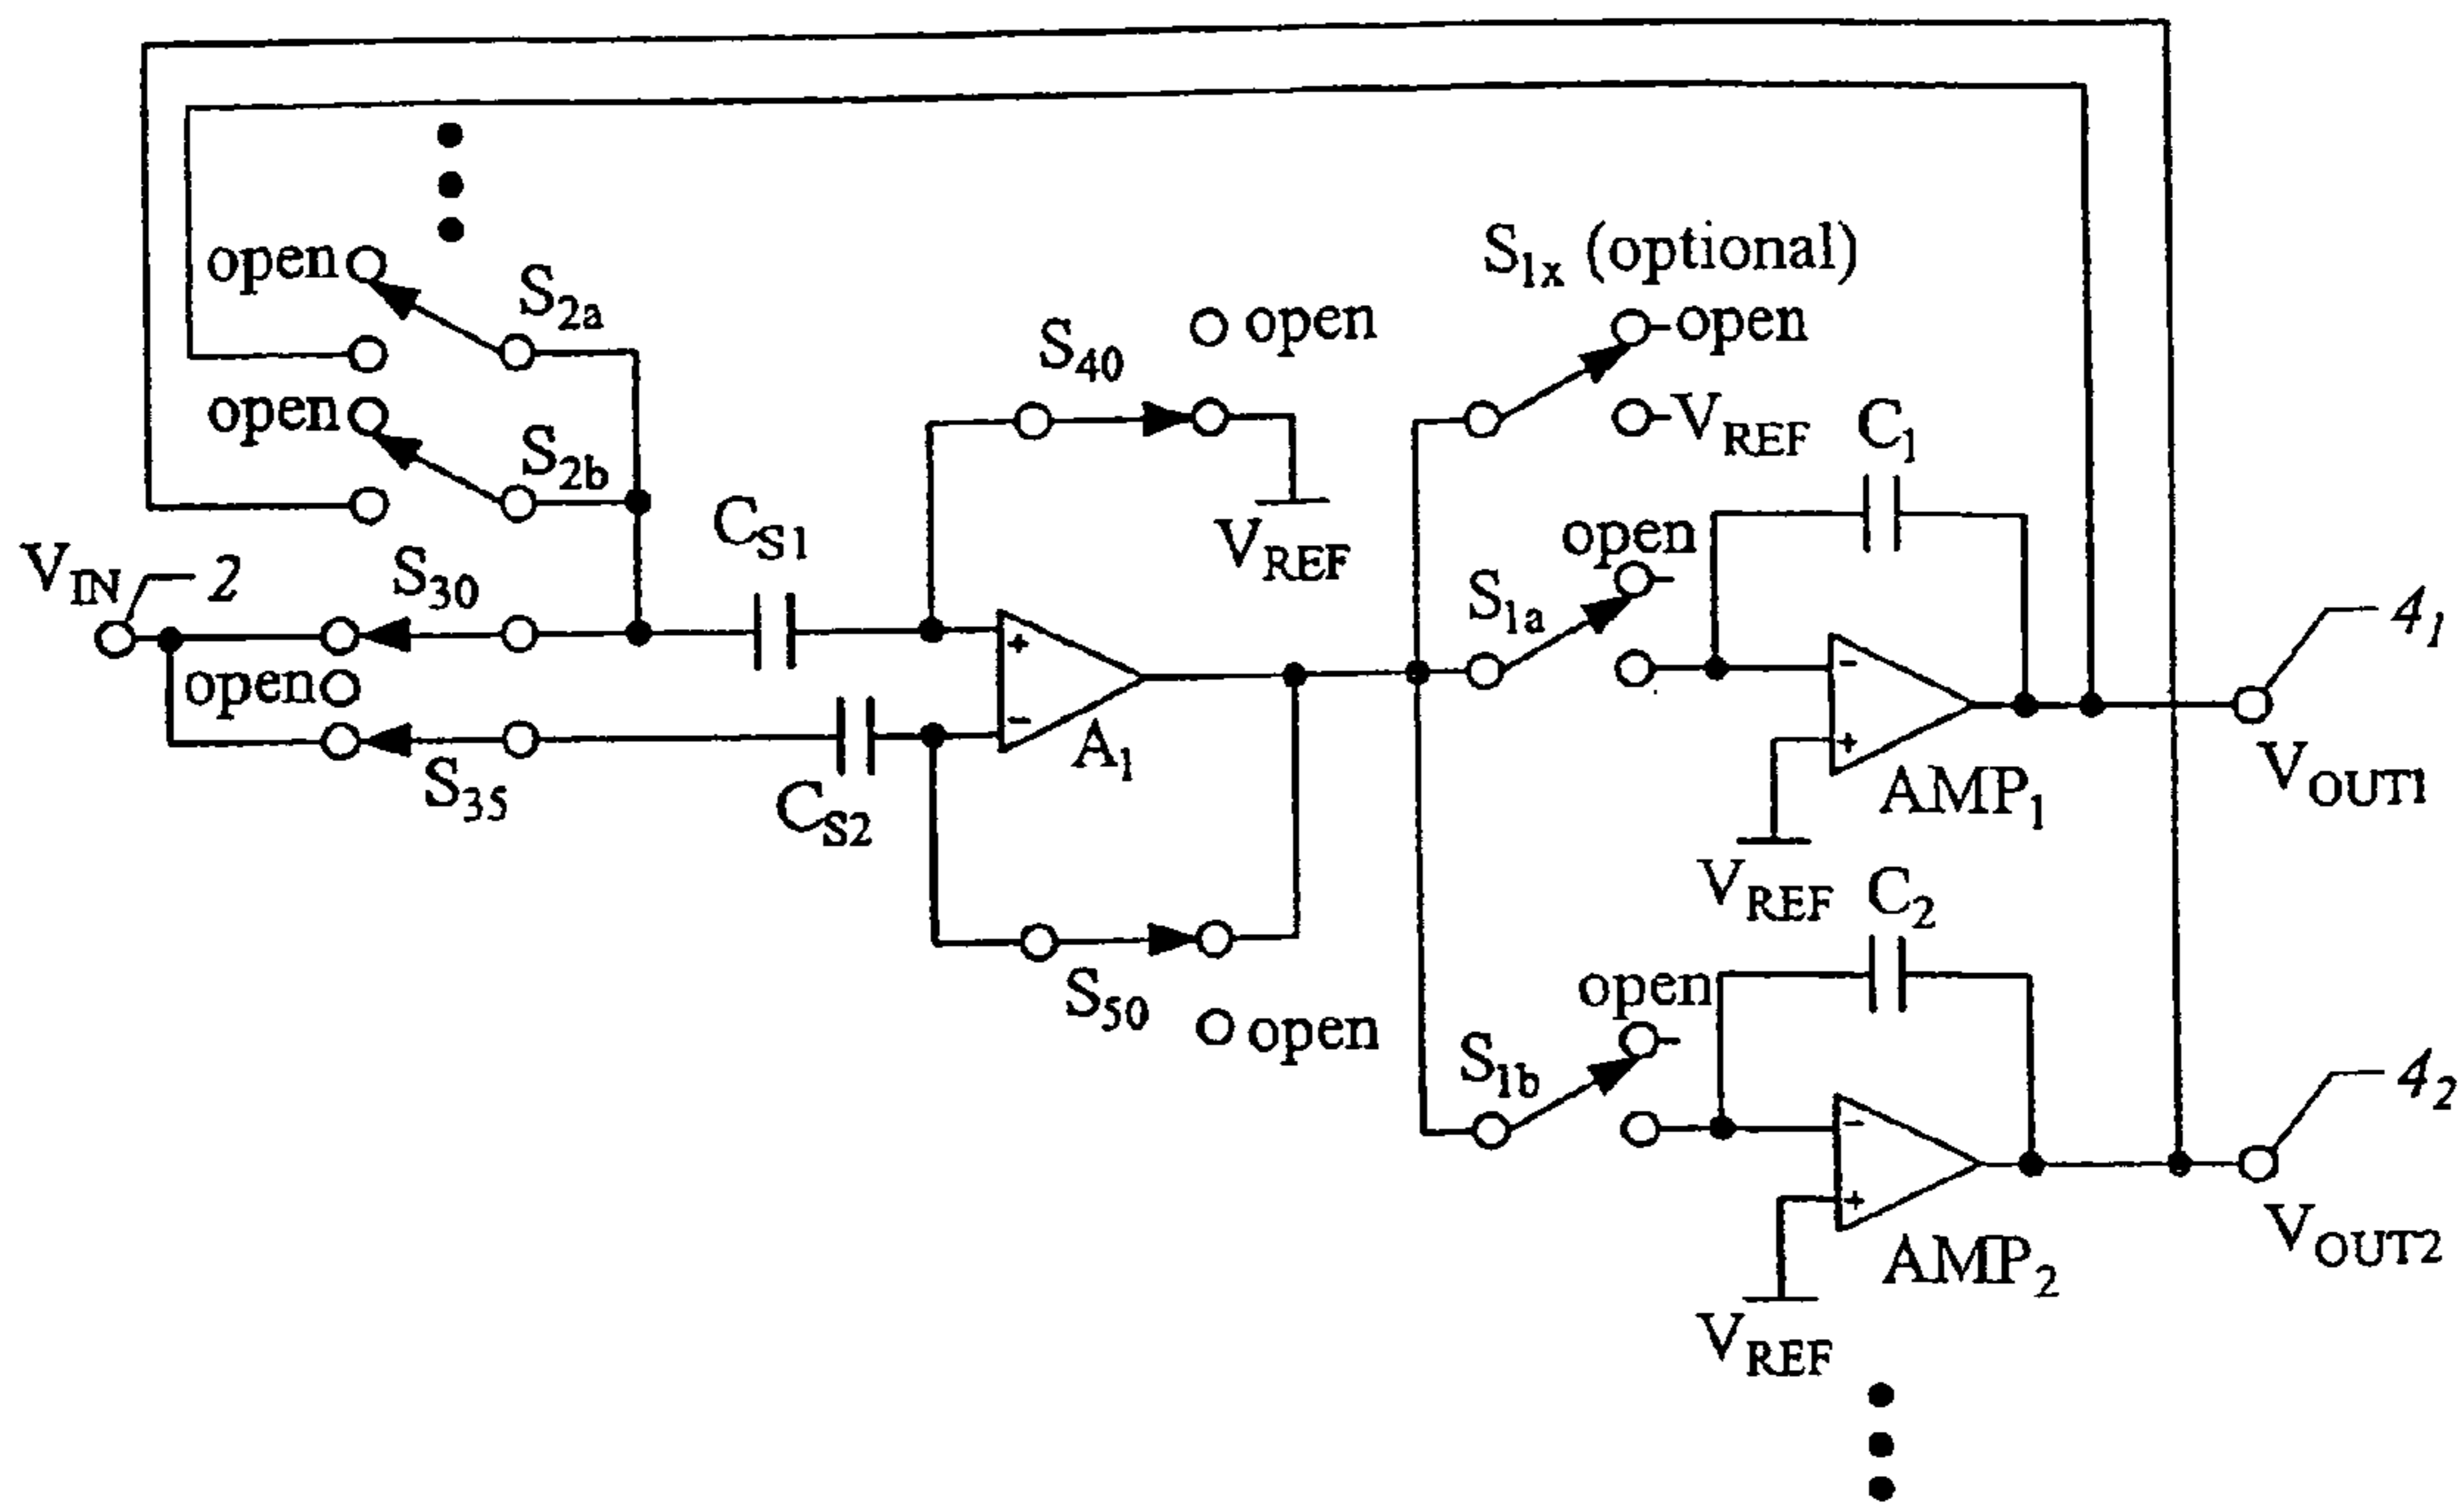 S1x (optional)
open
S2a
open
S40
open
open
VREF
C1
open
S2b
CS1
VREF
open
VIN
2
S30
S1a
41
open
+
-
-
A1
+
S35
CS2
AMP1
VOUT1
VREF
C2
S50
open
open
S1b
42
-
+
AMP2
VOUT2
VREF